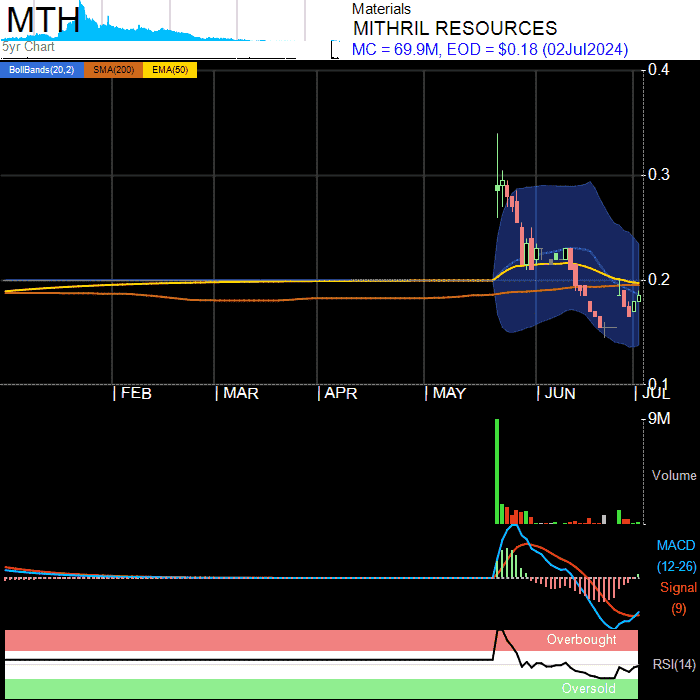 MTH
5yr Chart
Materials
MITHRIL RESOURCES
MC = 69.9M, EOD = $0.18 (02Jul2024)
BollBands(20,2) SMA(200) EMA(50)
0.4
0.3
0.2
0.1
| FEB | MAR | APR | MAY | JUN | JUL
9M
Volume
MACD
(12-26)
Signal
(9)
Overbought
RSI(14)
Oversold